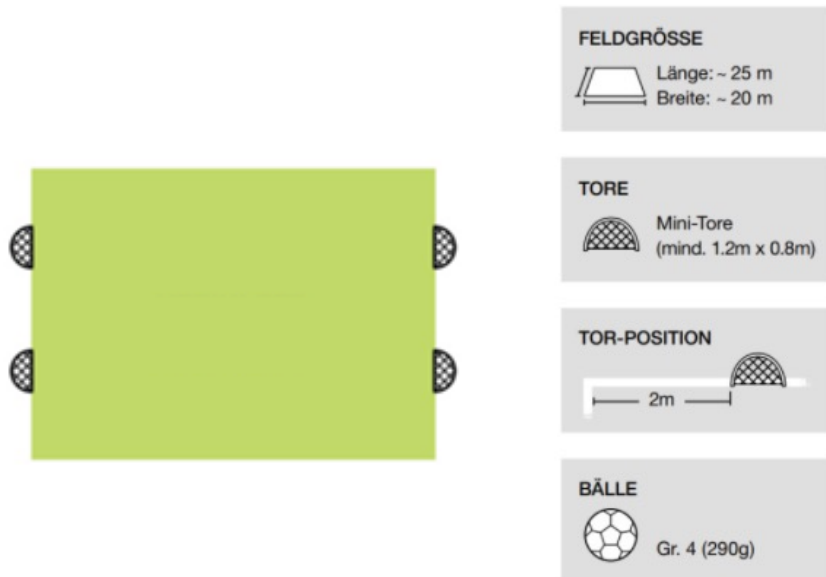 FELDGRÖSSE
Länge: ~ 25 m
Breite: ~ 20 m
TORE
Mini-Tore
(mind. 1.2m x 0.8m)
TOR-POSITION
2m
BÄLLE
Gr. 4 (290g)